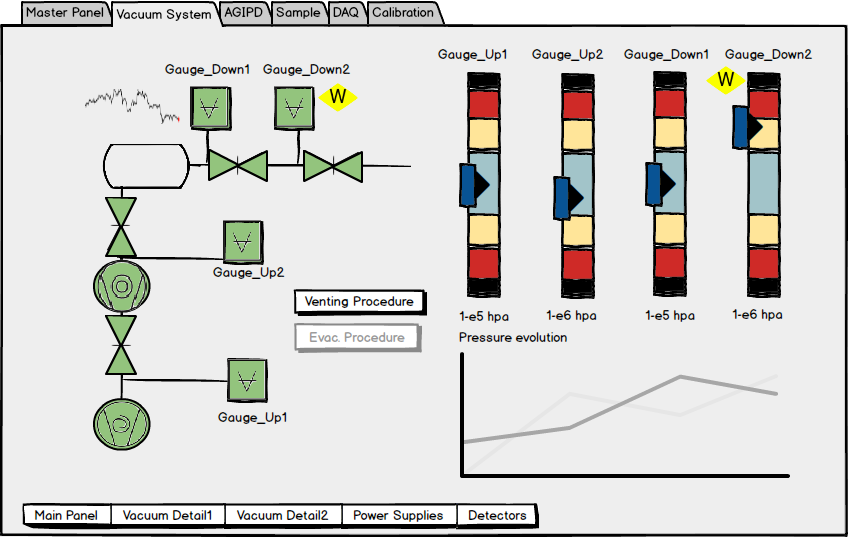 Master Panel
Vacuum System
AGIPD
Sample
DAQ
Calibration
Gauge_Down1
Gauge_Down2
W
Gauge_Up2
Gauge_Up1
Venting Procedure
Evac. Procedure
Gauge_Up1
Gauge_Up2
Gauge_Down1
Gauge_Down2
W
1-e5 hpa
1-e6 hpa
1-e5 hpa
1-e6 hpa
Pressure evolution
Main Panel
Vacuum Detail1
Vacuum Detail2
Power Supplies
Detectors